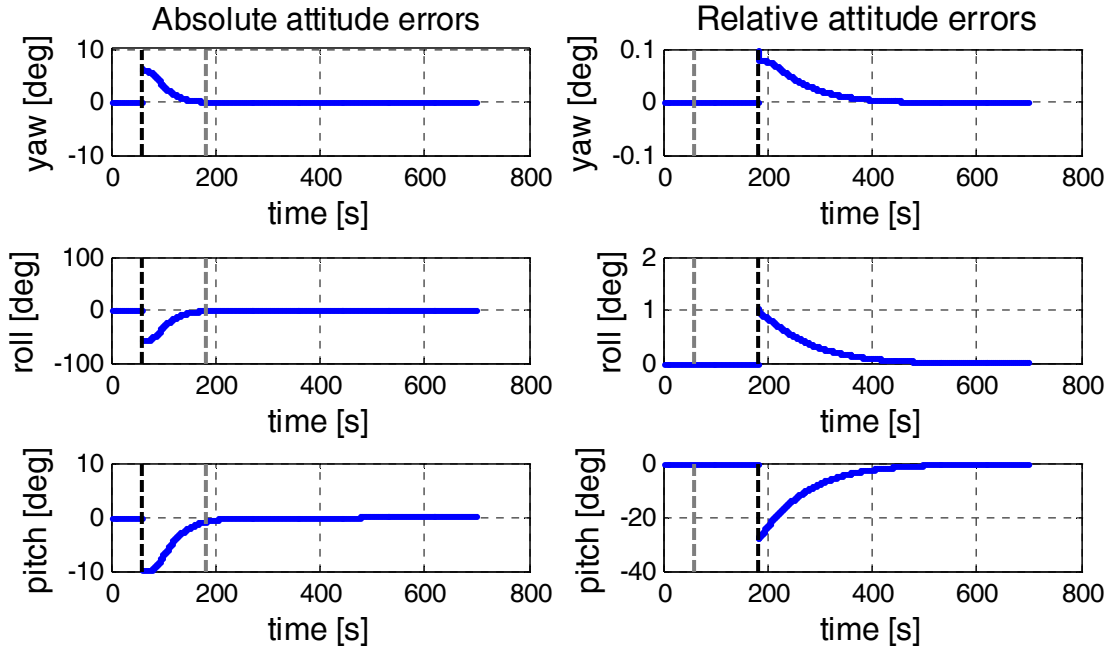 Absolute attitude errors
yaw [deg]
10
0
-10
0 200 400 600 800
time [s]
Relative attitude errors
yaw [deg]
0.1
0
-0.1
0 200 400 600 800
time [s]
roll [deg]
100
0
-100
0 200 400 600 800
time [s]
roll [deg]
2
1
0
0 200 400 600 800
time [s]
pitch [deg]
10
0
-10
0 200 400 600 800
time [s]
pitch [deg]
0
-20
-40
0 200 400 600 800
time [s]